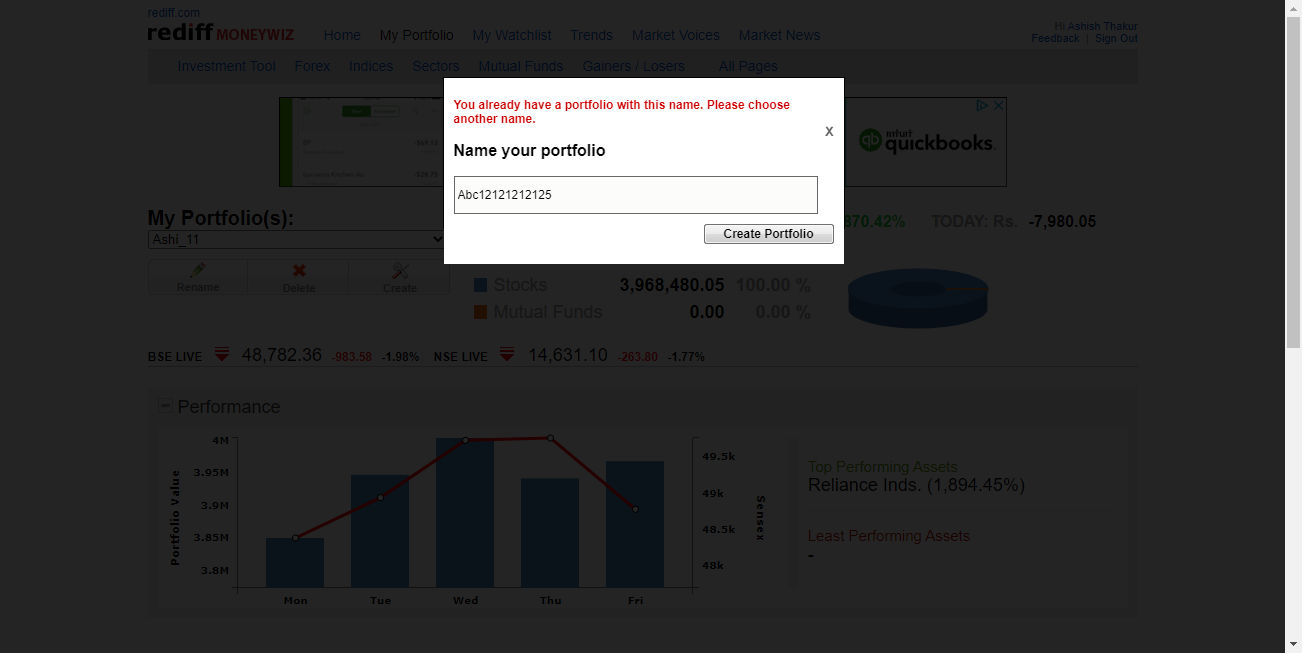 rediff.com
rediff MONEYWIZ
Home My Portfolio My Watchlist Trends Market Voices Market News
Hi Ashish Thakur
Feedback | Sign Out
Investment Tool Forex Indices Sectors Mutual Funds Gainers / Losers All Pages
You already have a portfolio with this name. Please choose
another name.
X
Name your portfolio
Abc12121212125
Create Portfolio
intuit
qb quickbooks.
My Portfolio(s):
Ashi_11
870.42% TODAY: Rs. -7,980.05
Rename Delete Create
Stocks 3,968,480.05 100.00 %
Mutual Funds 0.00 0.00 %
BSE LIVE 48,782.36 -983.58 -1.98% NSE LIVE 14,631.10 -263.80 -1.77%
Performance
Portfolio Value
4M
3.95M
3.9M
3.85M
3.8M
Mon Tue Wed Thu Fri
49.5k
49k
48.5k
48k
Sensex
Top Performing Assets
Reliance Inds. (1,894.45%)
Least Performing Assets
-